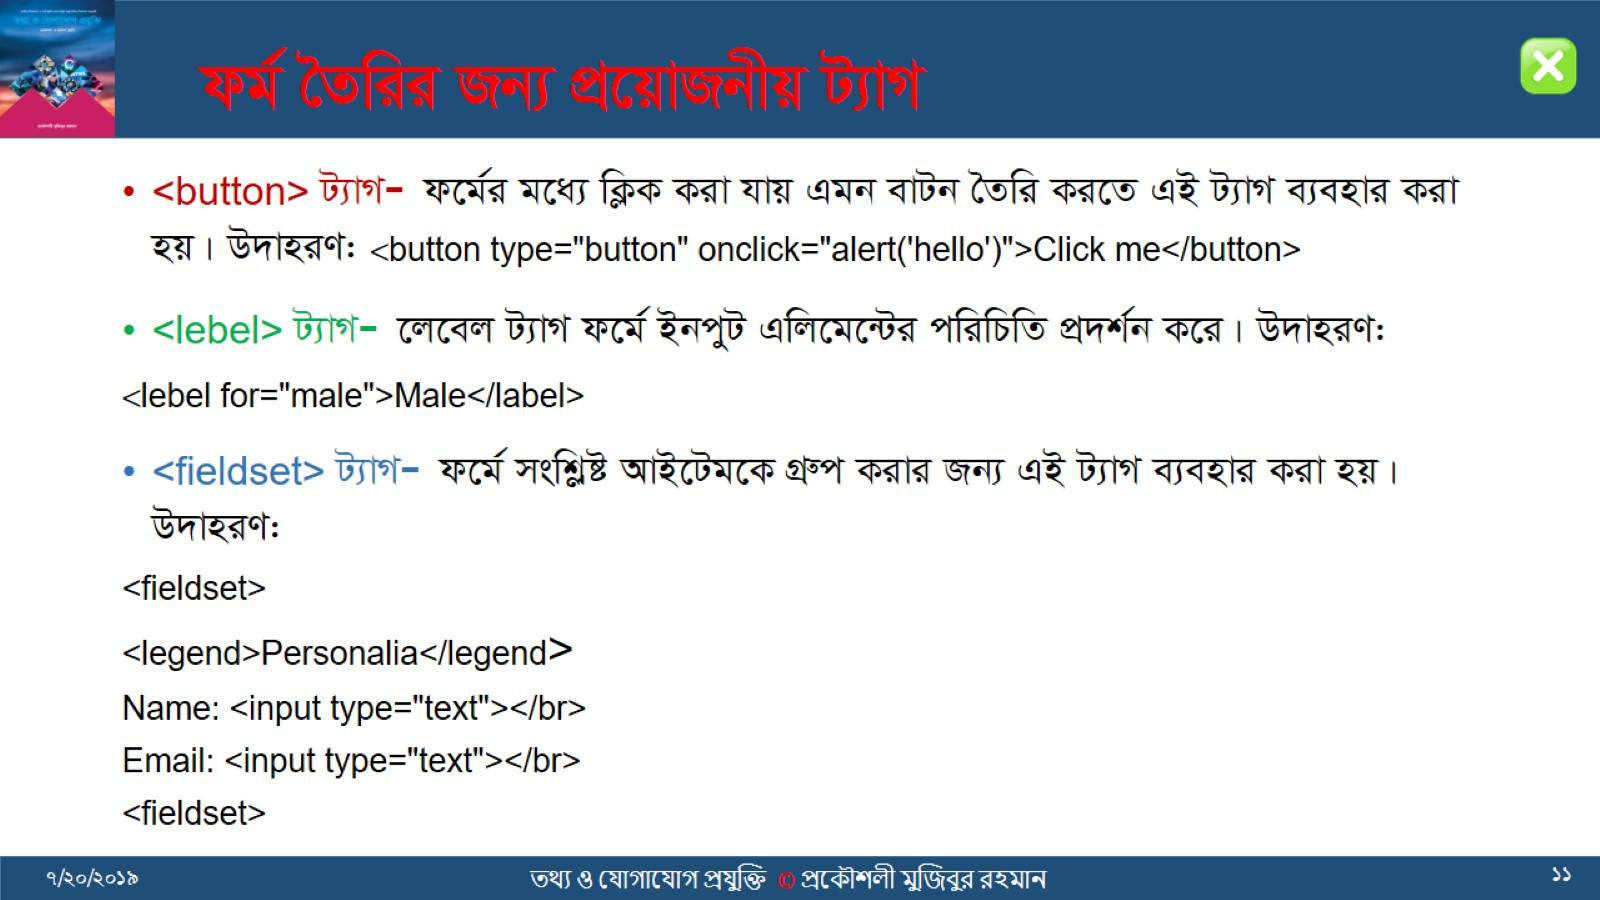 তথ্য ও যোগাযোগ প্রযুক্তি
ফর্ম তৈরির জন্য প্রয়োজনীয় ট্যাগ
• <button> ট্যাগ- ফর্মের মধ্যে ক্লিক করা যায় এমন বাটন তৈরি করতে এই ট্যাগ ব্যবহার করা
হয়। উদাহরণ: <button type="button" onclick="alert('hello')">Click me</button>
• <lebel> ট্যাগ- লেবেল ট্যাগ ফর্মে ইনপুট এলিমেন্টের পরিচিতি প্রদর্শন করে। উদাহরণ:
<lebel for="male">Male</label>
• <fieldset> ট্যাগ- ফর্মে সংশ্লিষ্ট আইটেমকে গ্রুপ করার জন্য এই ট্যাগ ব্যবহার করা হয়।
উদাহরণ:
<fieldset>
<legend>Personalia</legend>
Name: <input type="text"></br>
Email: <input type="text"></br>
<fieldset>
৭/২০/২০১৯
তথ্য ও যোগাযোগ প্রযুক্তি © প্রকৌশলী মুজিবুর রহমান
১১